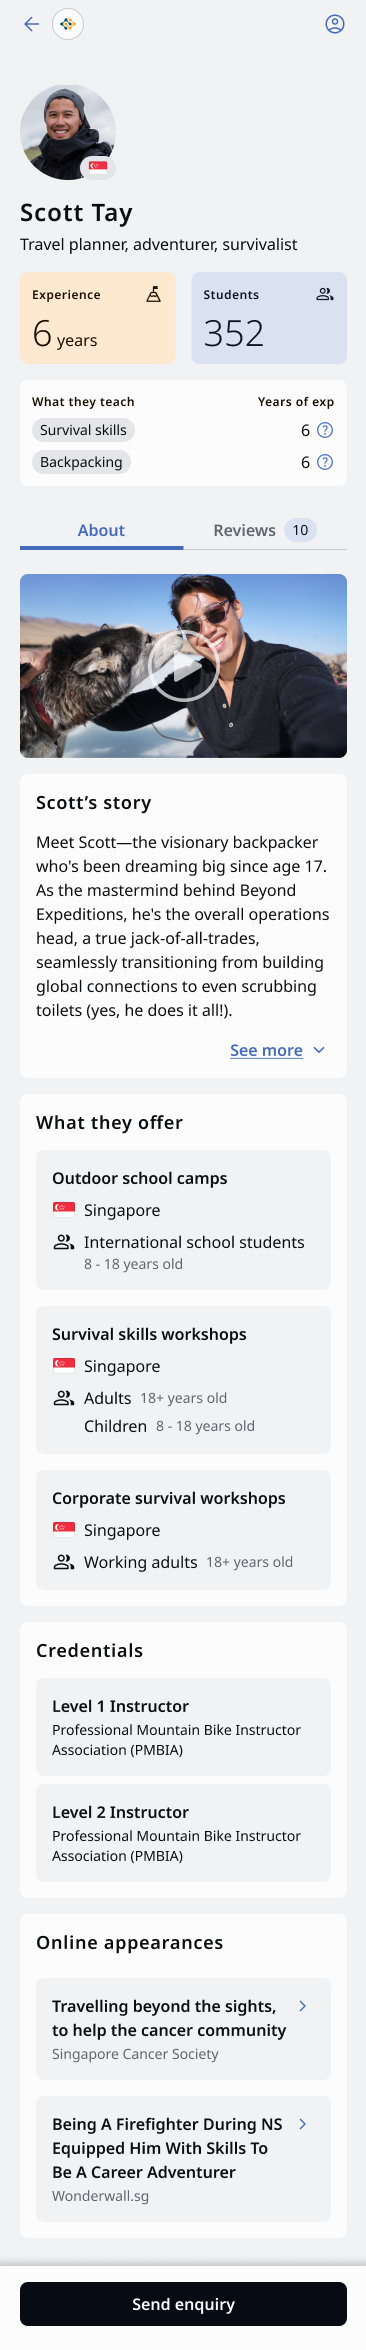 Scott Tay
Travel planner, adventurer, survivalist
Experience
6 years
Students
352
What they teach
Years of exp
Survival skills
6
Backpacking
6
About
Reviews 10
Scott’s story
Meet Scott—the visionary backpacker
who's been dreaming big since age 17.
As the mastermind behind Beyond
Expeditions, he's the overall operations
head, a true jack-of-all-trades,
seamlessly transitioning from building
global connections to even scrubbing
toilets (yes, he does it all!).
See more
What they offer
Outdoor school camps
Singapore
International school students
8 - 18 years old
Survival skills workshops
Singapore
Adults 18+ years old
Children 8 - 18 years old
Corporate survival workshops
Singapore
Working adults 18+ years old
Credentials
Level 1 Instructor
Professional Mountain Bike Instructor
Association (PMBIA)
Level 2 Instructor
Professional Mountain Bike Instructor
Association (PMBIA)
Online appearances
Travelling beyond the sights,
to help the cancer community
Singapore Cancer Society
Being A Firefighter During NS
Equipped Him With Skills To
Be A Career Adventurer
Wonderwall.sg
Send enquiry